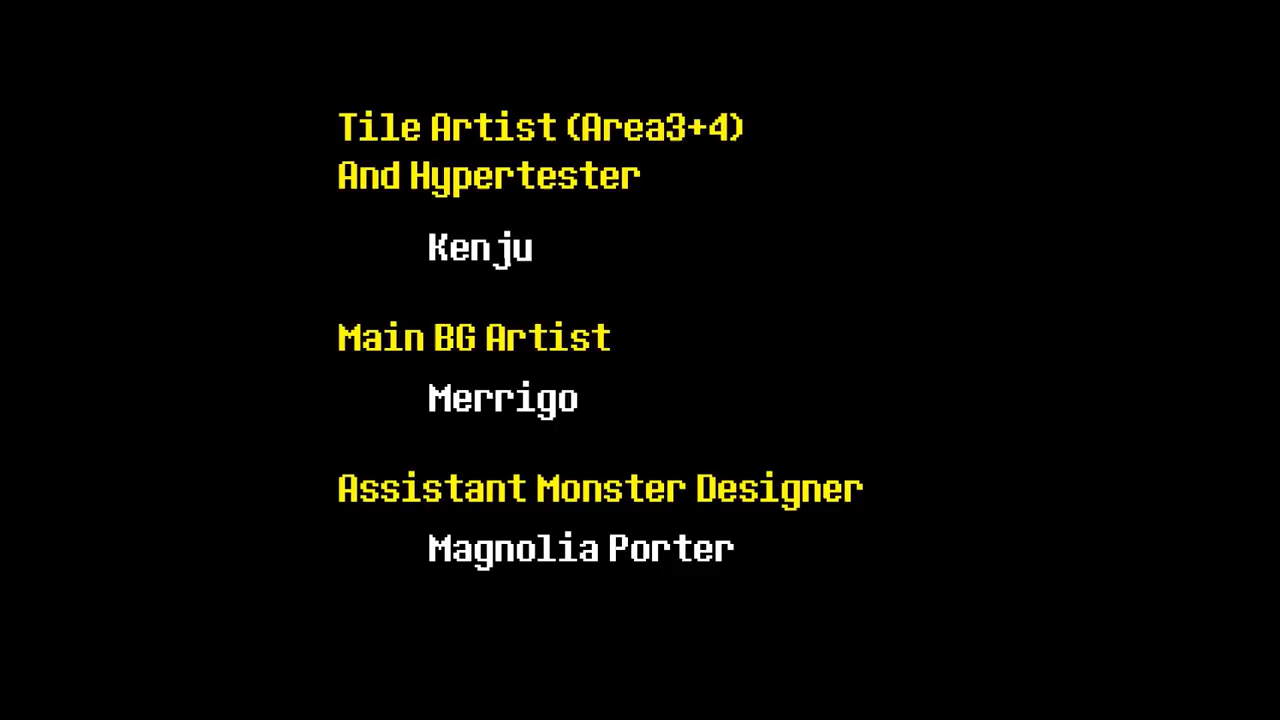 Tile Artist (Area3+4)
And Hypertester
Kenju
Main BG Artist
Merrigo
Assistant Monster Designer
Magnolia Porter